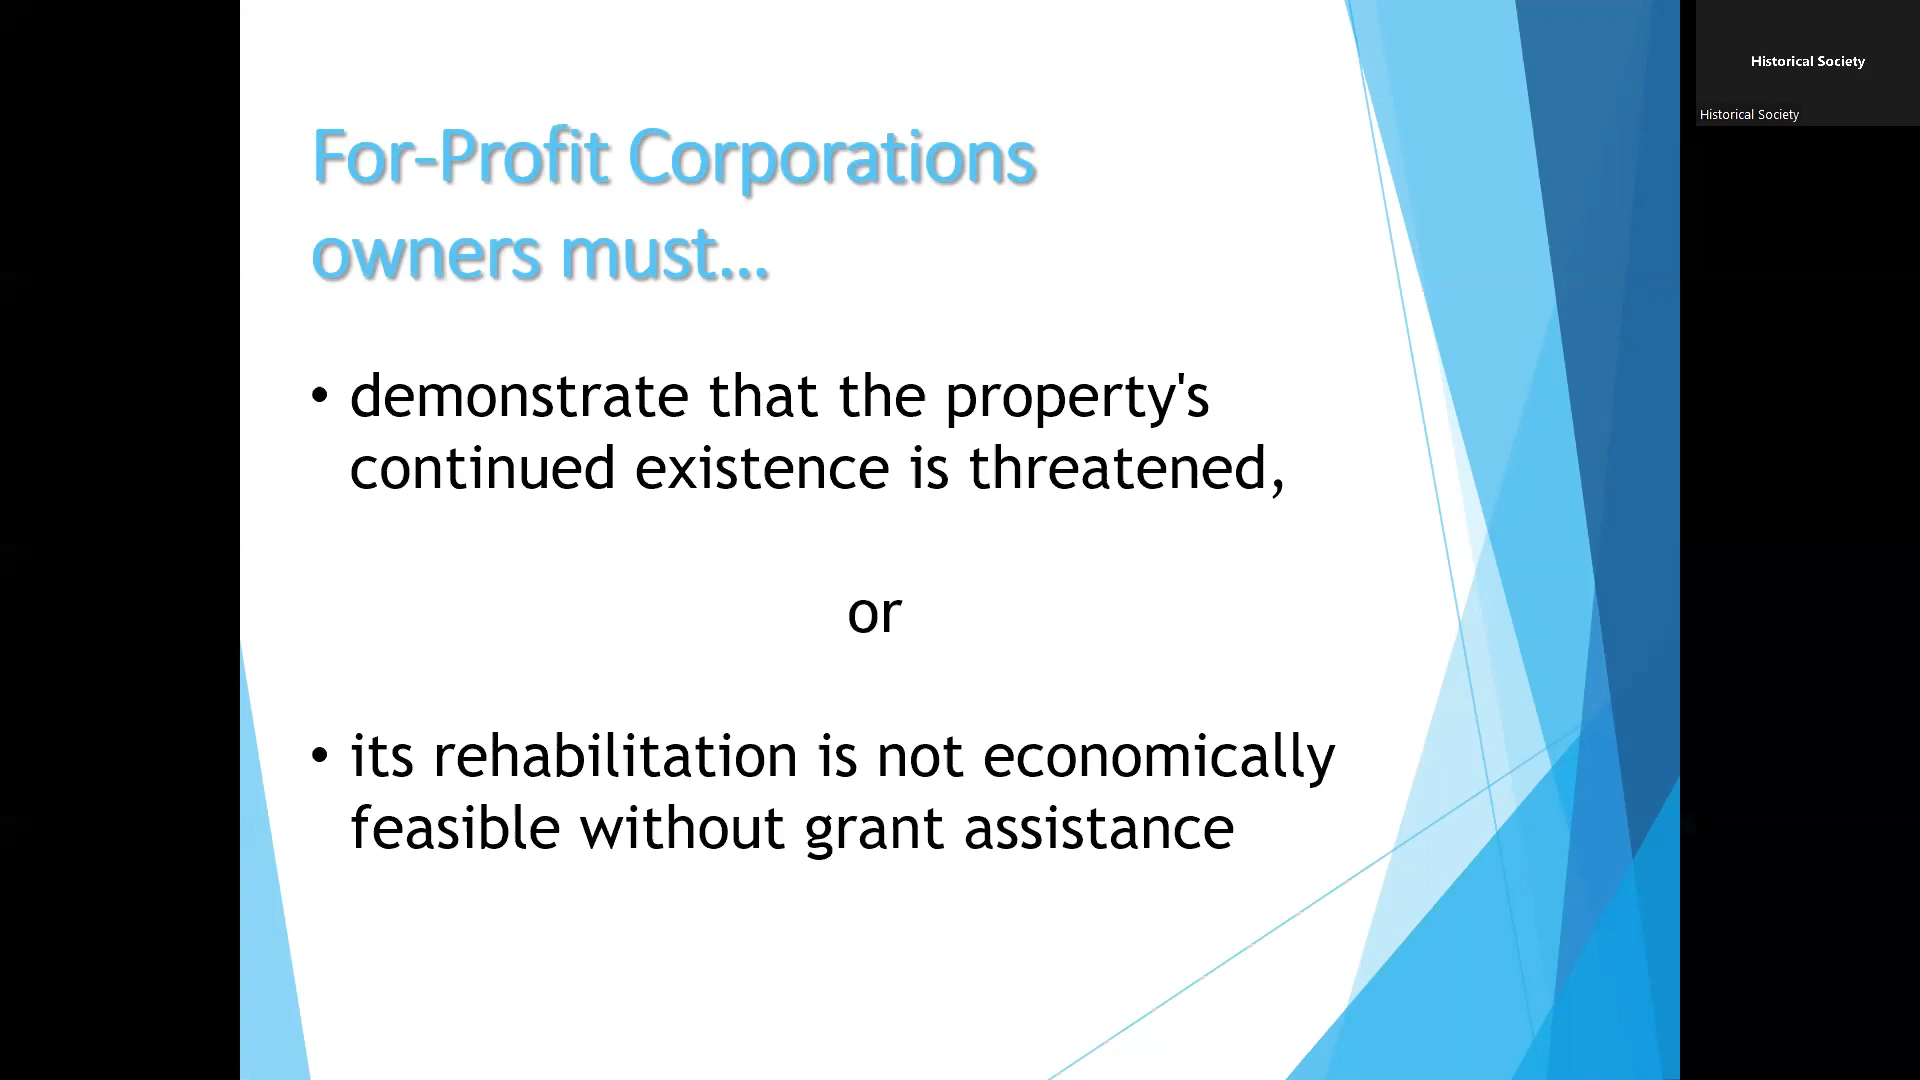 For-Profit Corporations
owners must...
• demonstrate that the property's
continued existence is threatened,
or
• its rehabilitation is not economically
feasible without grant assistance
Historical Society
Historical Society